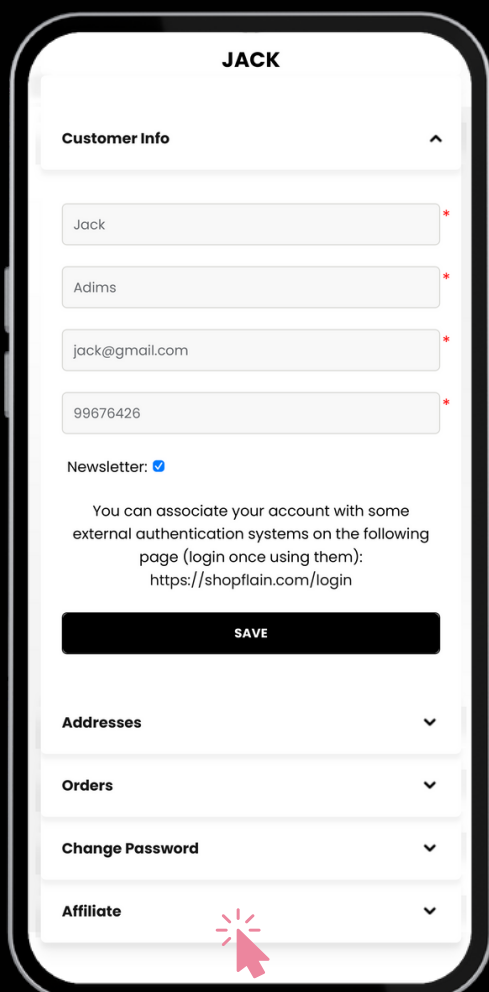 JACK
Customer Info
Jack
*
Adims
*
jack@gmail.com
*
99676426
*
Newsletter:
You can associate your account with some
external authentication systems on the following
page (login once using them):
https://shopflain.com/login
SAVE
Addresses
Orders
Change Password
Affiliate